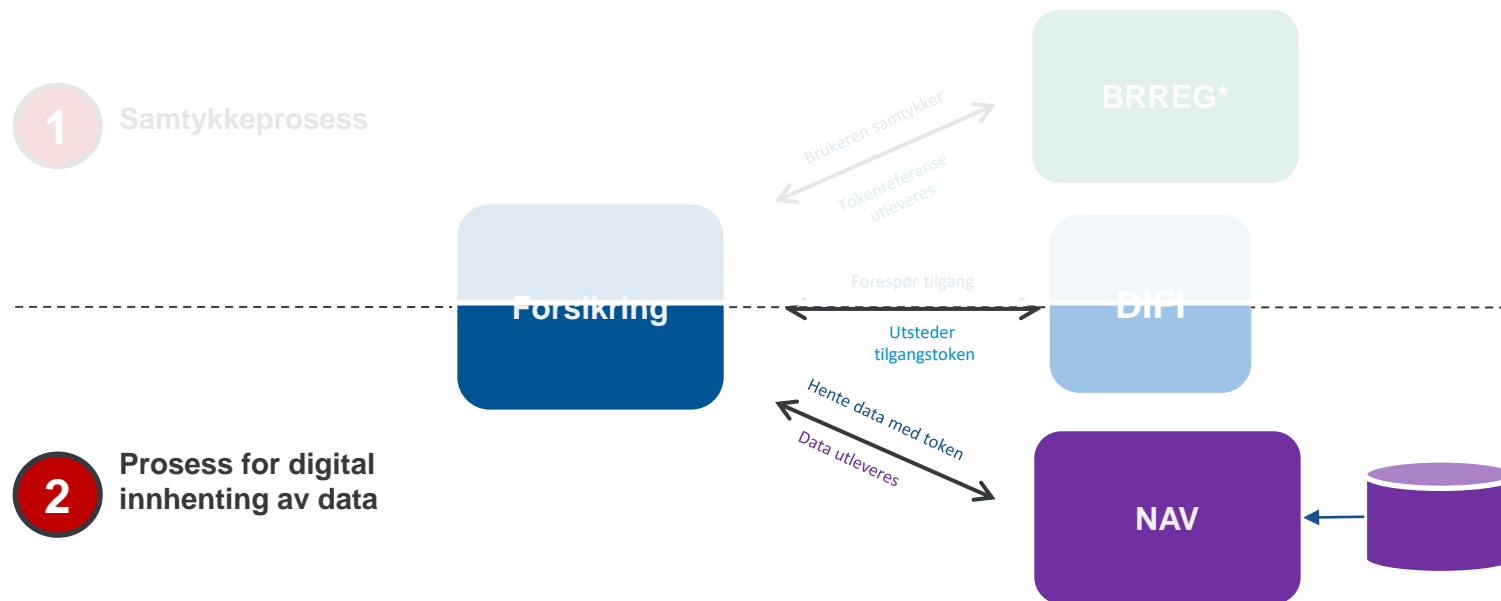 1
Samtykkeprosess
BRREG*
Brukeren samtykker
Tokenreferanse
utleveres
Forsikring
Forespør tilgang
DIFI
Utsteder
tilgangstoken
Hente data med token
Data utleveres
2
Prosess for digital
innhenting av data
NAV